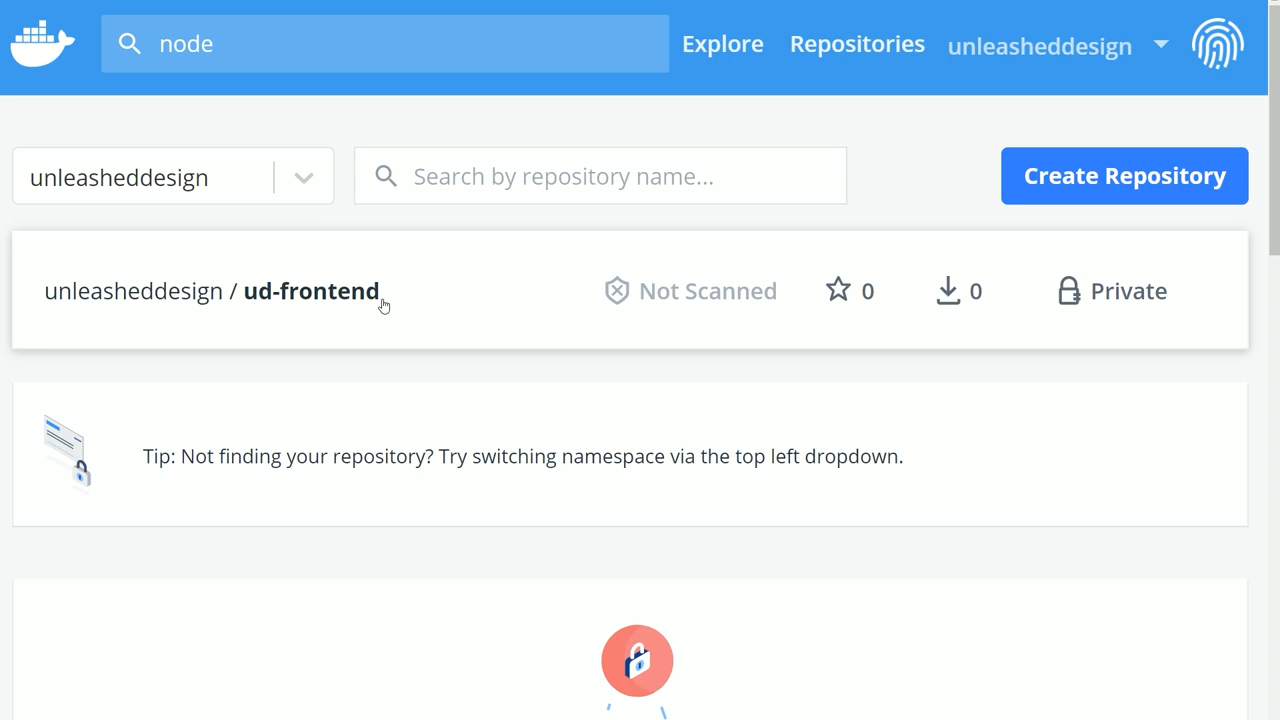 node
Explore
Repositories
unleasheddesign
unleasheddesign
Search by repository name...
Create Repository
unleasheddesign / ud-frontend
Not Scanned
0
0
Private
Tip: Not finding your repository? Try switching namespace via the top left dropdown.